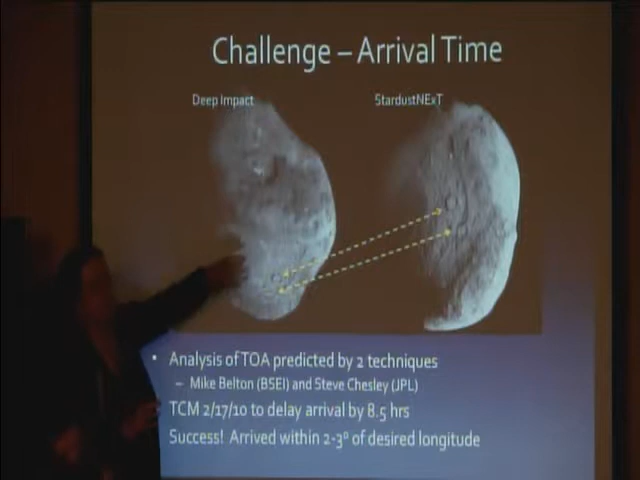 Challenge – Arrival Time
Deep Impact
StardustNExT
• Analysis of TOA predicted by 2 techniques
– Mike Belton (BSEI) and Steve Chesley (JPL)
TCM 2/17/10 to delay arrival by 8.5 hrs
Success! Arrived within 2-3° of desired longitude